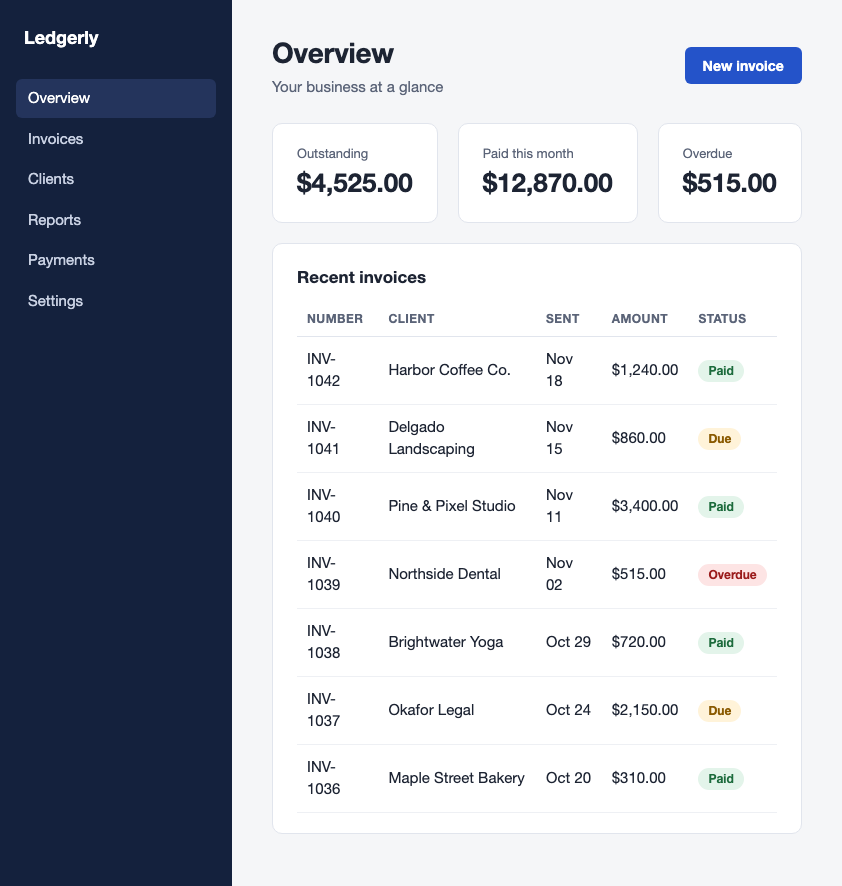 Ledgerly
Overview
Invoices
Clients
Reports
Payments
Settings
Overview
Your business at a glance
New invoice
Outstanding
$4,525.00
Paid this month
$12,870.00
Overdue
$515.00
Recent invoices
NUMBER CLIENT SENT AMOUNT STATUS
INV-
1042 Harbor Coffee Co. Nov
18 $1,240.00 Paid
INV-
1041 Delgado
Landscaping Nov
15 $860.00 Due
INV-
1040 Pine & Pixel Studio Nov
11 $3,400.00 Paid
INV-
1039 Northside Dental Nov
02 $515.00 Overdue
INV-
1038 Brightwater Yoga Oct 29 $720.00 Paid
INV-
1037 Okafor Legal Oct 24 $2,150.00 Due
INV-
1036 Maple Street Bakery Oct 20 $310.00 Paid